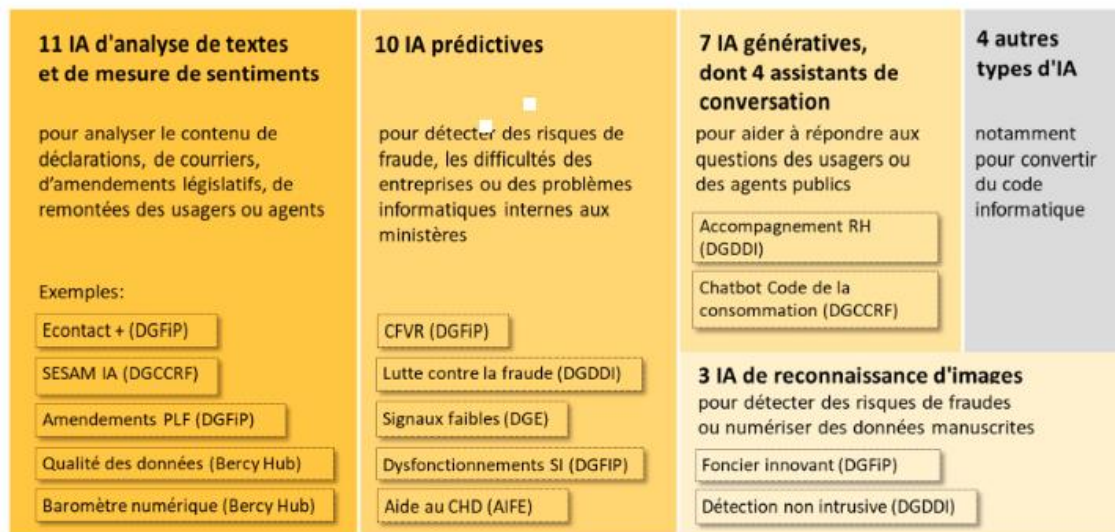 11 IA d'analyse de textes
et de mesure de sentiments
pour analyser le contenu de
déclarations, de courriers,
d'amendements législatifs, de
remontées des usagers ou agents
Exemples:
Econtact + (DGFiP)
SESAM IA (DGCCRF)
Amendements PLF (DGFiP)
Qualité des données (Bercy Hub)
Baromètre numérique (Bercy Hub)
10 IA prédictives
pour détecter des risques de
fraude, les difficultés des
entreprises ou des problèmes
informatiques internes aux
ministères
CFVR (DGFiP)
Lutte contre la fraude (DGDDI)
Signaux faibles (DGE)
Dysfonctionnements SI (DGFIP)
Aide au CHD (AIFE)
7 IA génératives,
dont 4 assistants de
conversation
pour aider à répondre aux
questions des usagers ou
des agents publics
Accompagnement RH
(DGDDI)
Chatbot Code de la
consommation (DGCCRF)
4 autres
types d'IA
notamment
pour convertir
du code
informatique
3 IA de reconnaissance d'images
pour détecter des risques de fraudes
ou numériser des données manuscrites
Foncier innovant (DGFiP)
Détection non intrusive (DGDDI)